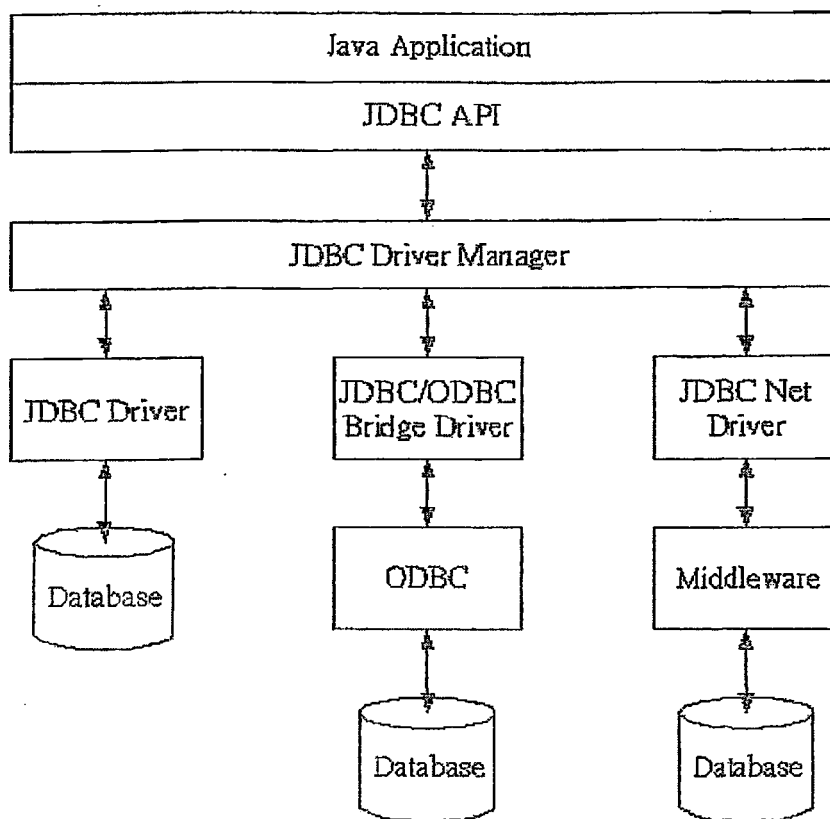 Java Application
JDBC API
JDBC Driver Manager
JDBC Driver
JDBC/ODBC
Bridge Driver
JDBC Net
Driver
Database
ODBC
Middleware
Database
Database